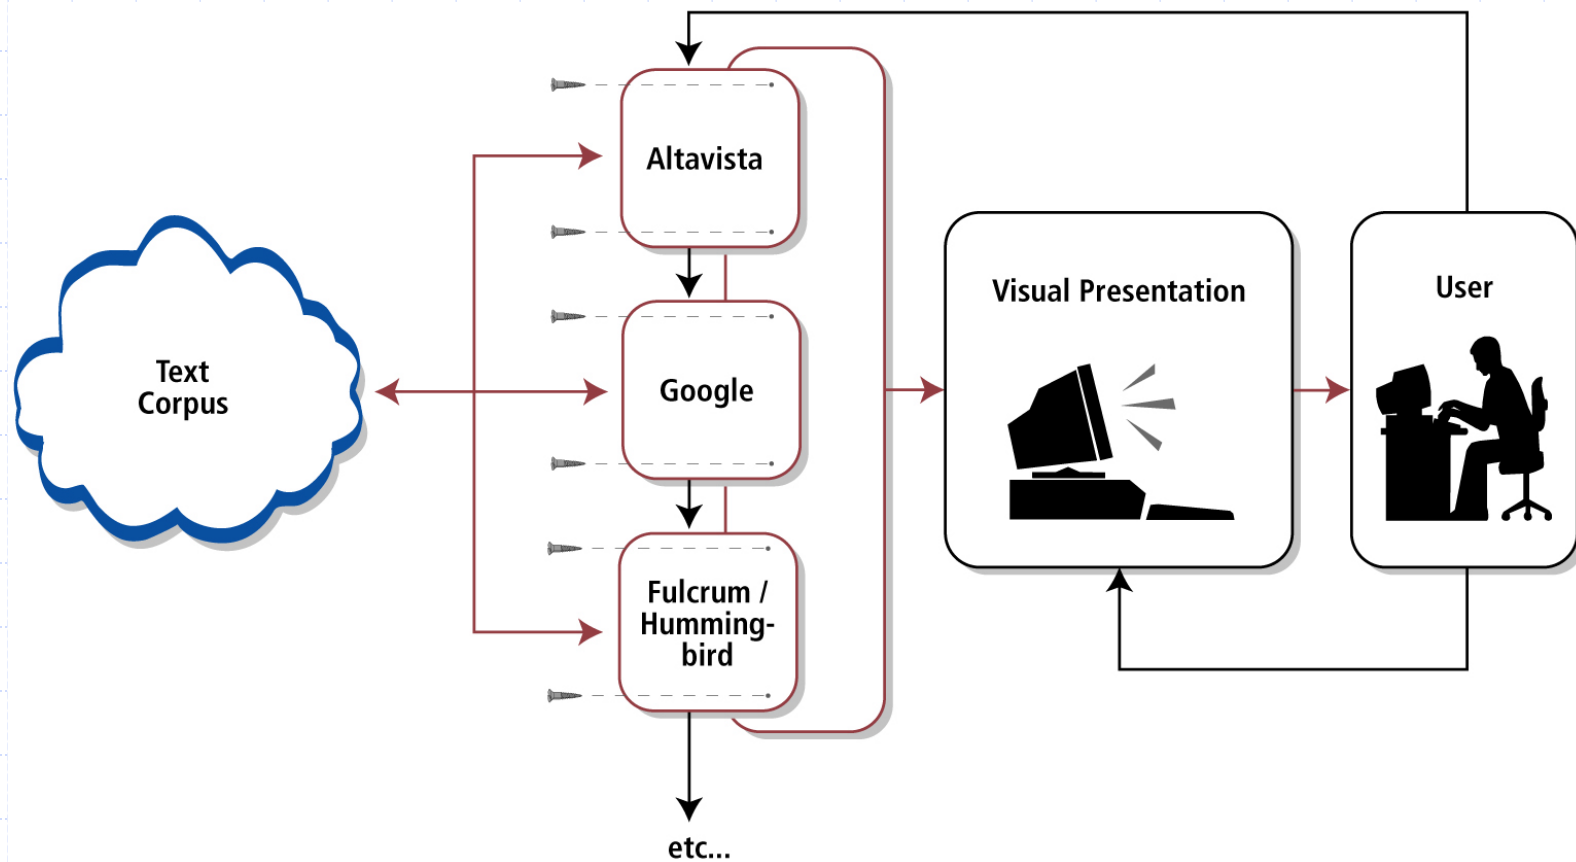 Altavista
Visual Presentation
User
Text
Corpus
Google
Fulcrum /
Humming-
bird
etc...